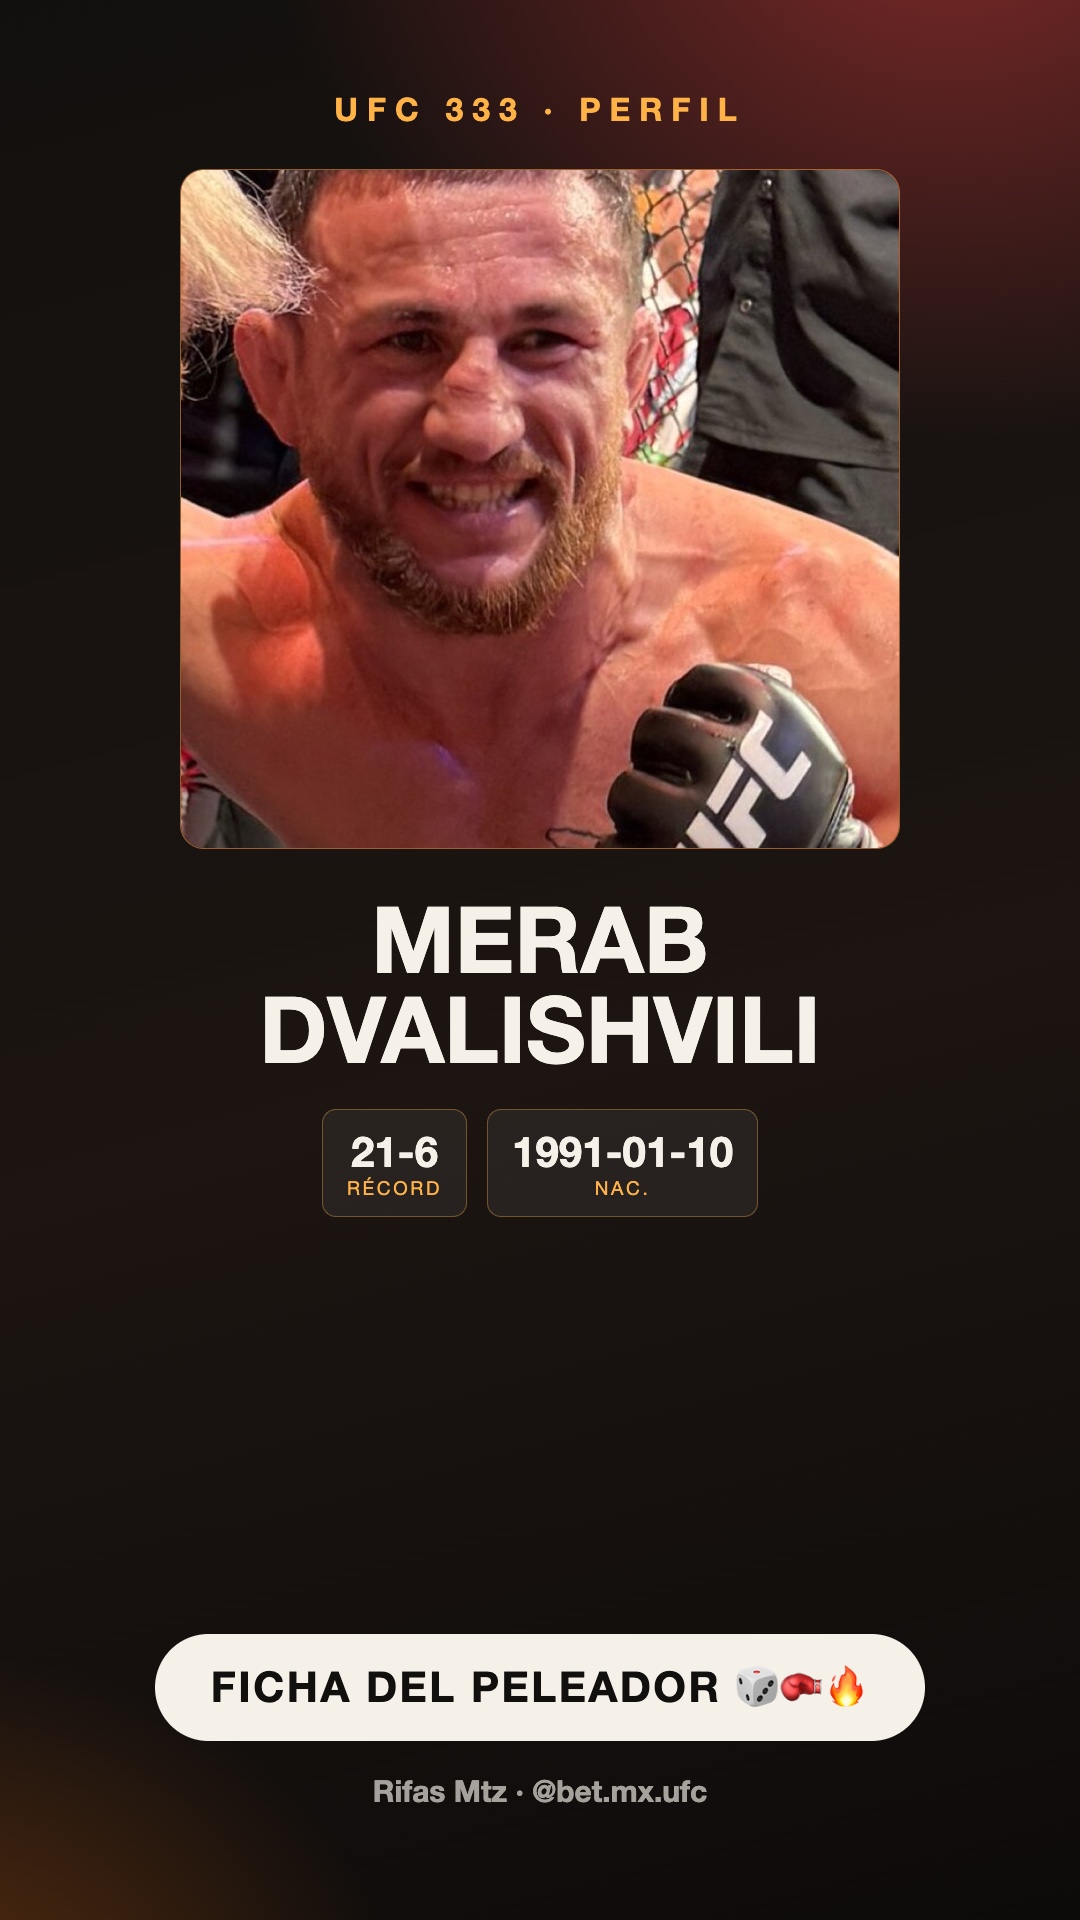 UFC 333 · PERFIL
UFC
MERAB
DVALISHVILI
21-6
RÉCORD
1991-01-10
NAC.
FICHA DEL PELEADOR 🎲🥊🔥
Rifas Mtz · @bet.mx.ufc